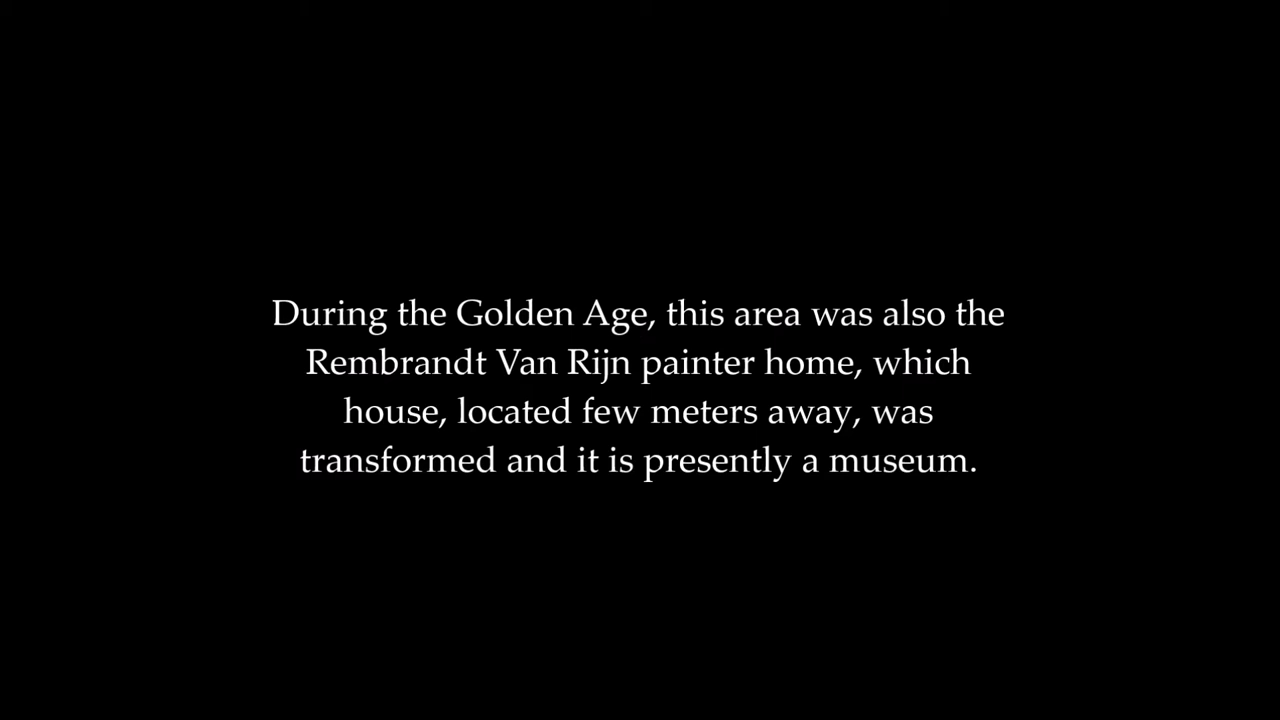 During the Golden Age, this area was also the
Rembrandt Van Rijn painter home, which
house, located few meters away, was
transformed and it is presently a museum.